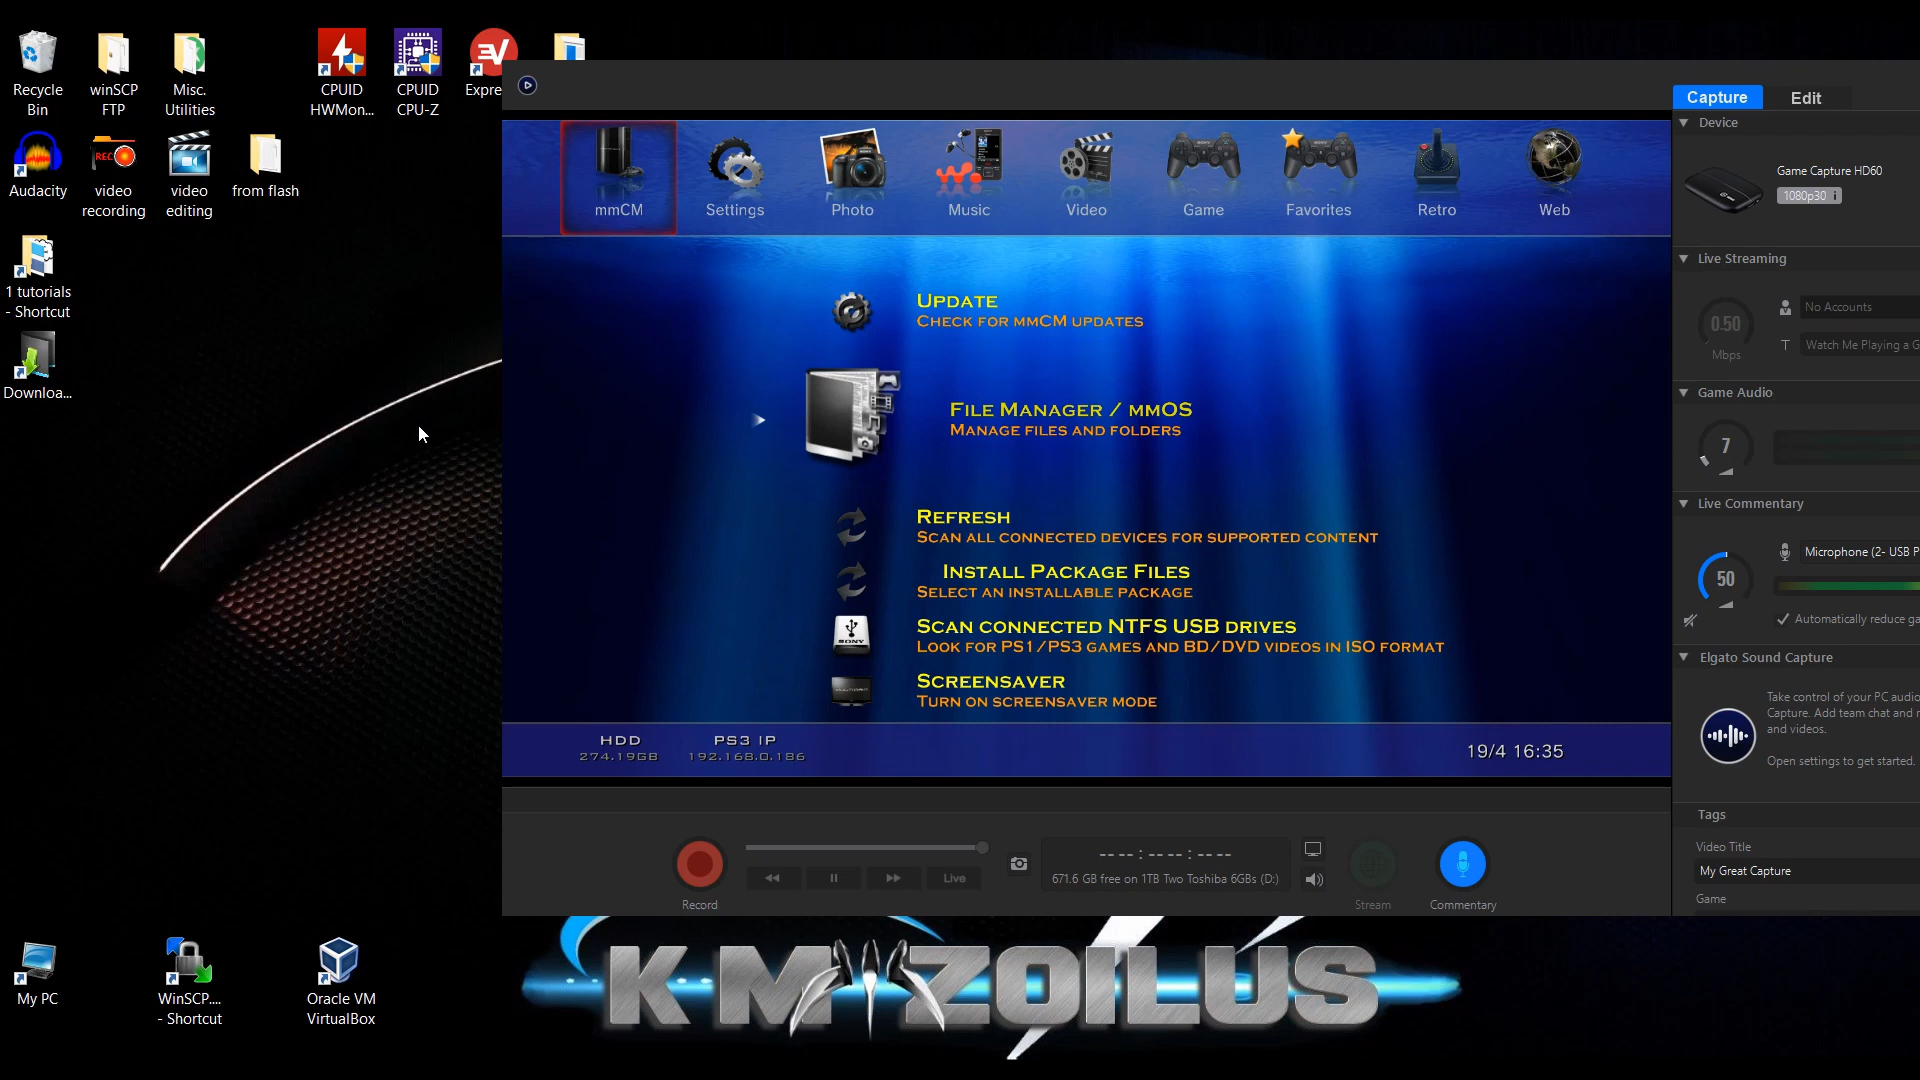 Recycle
Bin
winSCP
FTP
Misc.
Utilities
CPUID
HWMon...
CPUID
CPU-Z
EV
Expre
Audacity
REC
video
recording
video
editing
from flash
1 tutorials
- Shortcut
Downloa...
Capture
Edit
mmCM
Settings
Photo
Music
Video
Game
Favorites
Retro
Web
Update
Check for mmCM updates
File Manager / mmOS
Manage files and folders
Refresh
Scan all connected devices for supported content
Install Package Files
Select an installable package
SONY
Scan connected NTFS USB drives
Look for PS1/PS3 games and BD/DVD videos in ISO format
Screensaver
Turn on screensaver mode
HDD
274.19GB
PS3 IP
192.168.0.186
19/4 16:35
Device
Game Capture HD60
1080p30 i
Live Streaming
0.50
Mbps
No Accounts
T Watch Me Playing a G
Game Audio
7
Live Commentary
50
Microphone (2- USB P
Automatically reduce ga
Elgato Sound Capture
Take control of your PC audio
Capture. Add team chat and
and videos.
Open settings to get started.
Tags
Video Title
My Great Capture
Game
Record
Live
-- -- : -- -- : -- --
671.6 GB free on 1TB Two Toshiba 6GBs (D:)
Stream
Commentary
My PC
WinSCP....
- Shortcut
Oracle VM
VirtualBox
KM ZOILUS